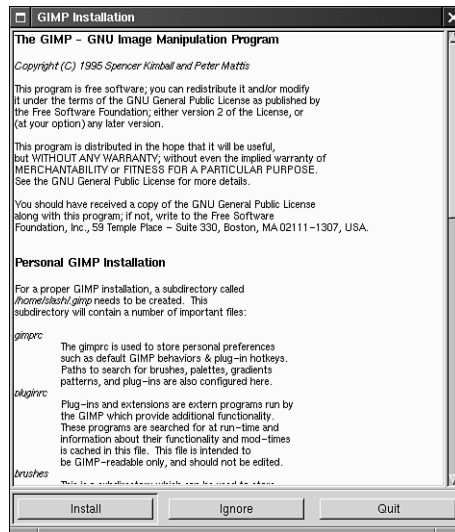 GIMP Installation
The GIMP - GNU Image Manipulation Program
Copyright (C) 1995 Spencer Kimball and Peter Mattis
This program is free software; you can redistribute it and/or modify
it under the terms of the GNU General Public License as published by
the Free Software Foundation; either version 2 of the License, or
(at your option) any later version.
This program is distributed in the hope that it will be useful,
but WITHOUT ANY WARRANTY; without even the implied warranty of
MERCHANTABILITY or FITNESS FOR A PARTICULAR PURPOSE.
See the GNU General Public License for more details.
You should have received a copy of the GNU General Public License
along with this program; if not, write to the Free Software
Foundation, Inc., 59 Temple Place - Suite 330, Boston, MA 02111-1307, USA.
Personal GIMP Installation
For a proper GIMP installation, a subdirectory called
/home/slash/.gimp needs to be created. This
subdirectory will contain a number of important files:
gimprc
The gimprc is used to store personal preferences
such as default GIMP behaviors & plug-in hotkeys.
Paths to search for brushes, palettes, gradients
patterns, and plug-ins are also configured here.
pluginrc
Plug-ins and extensions are extern programs run by
the GIMP which provide additional functionality.
These programs are searched for at run-time and
information about their functionality and mod-times
is cached in this file. This file is intended to
be GIMP-readable only, and should not be edited.
brushes
This is a subdirectory which can be used to store
Install
Ignore
Quit